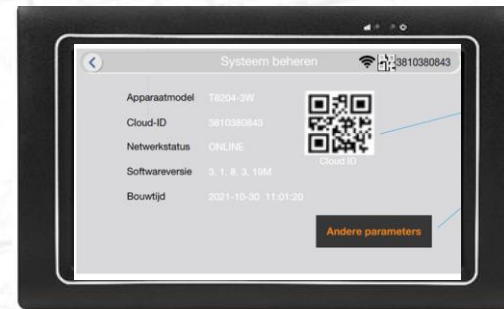 Systeem beheren 3810380843
Apparaatmodel T8204-3W
Cloud-ID 3810380843
Netwerkstatus ONLINE
Softwareversie 3. 1. 8. 3. 19M
Bouwtijd 2021-10-30 11:01:20
Cloud ID
Andere parameters